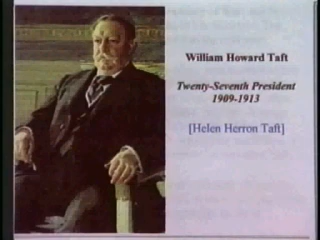 William Howard Taft
Twenty-Seventh President
1909-1913
[Helen Herron Taft]